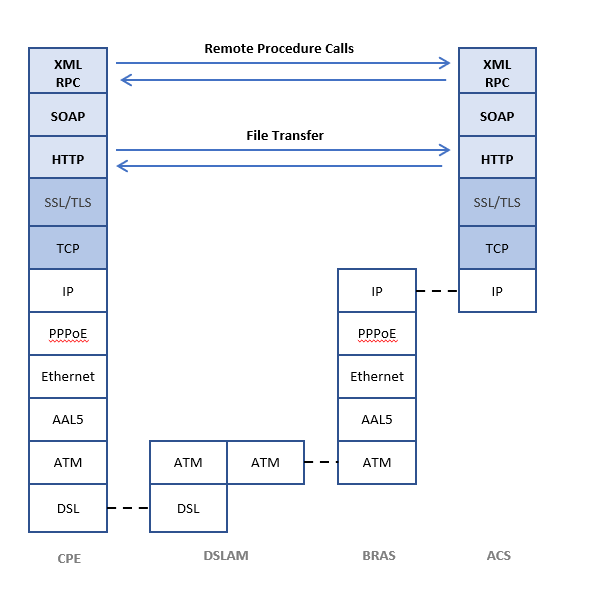 Remote Procedure Calls
XML
RPC
XML
RPC
SOAP
SOAP
File Transfer
HTTP
HTTP
SSL/TLS
SSL/TLS
TCP
TCP
IP
IP
IP
PPPoE
PPPoE
Ethernet
Ethernet
AAL5
AAL5
ATM
ATM
ATM
ATM
DSL
DSL
CPE
DSLAM
BRAS
ACS